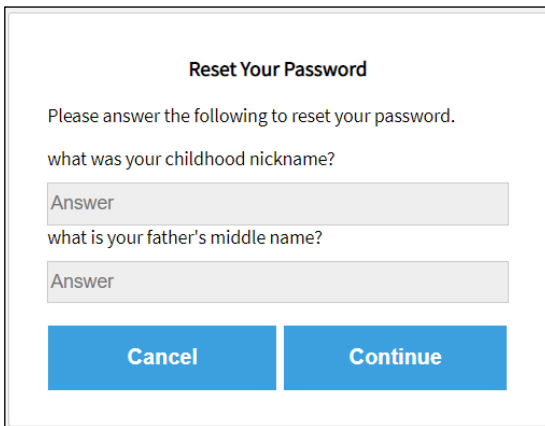 Reset Your Password
Please answer the following to reset your password.
what was your childhood nickname?
Answer
what is your father's middle name?
Answer
Cancel Continue